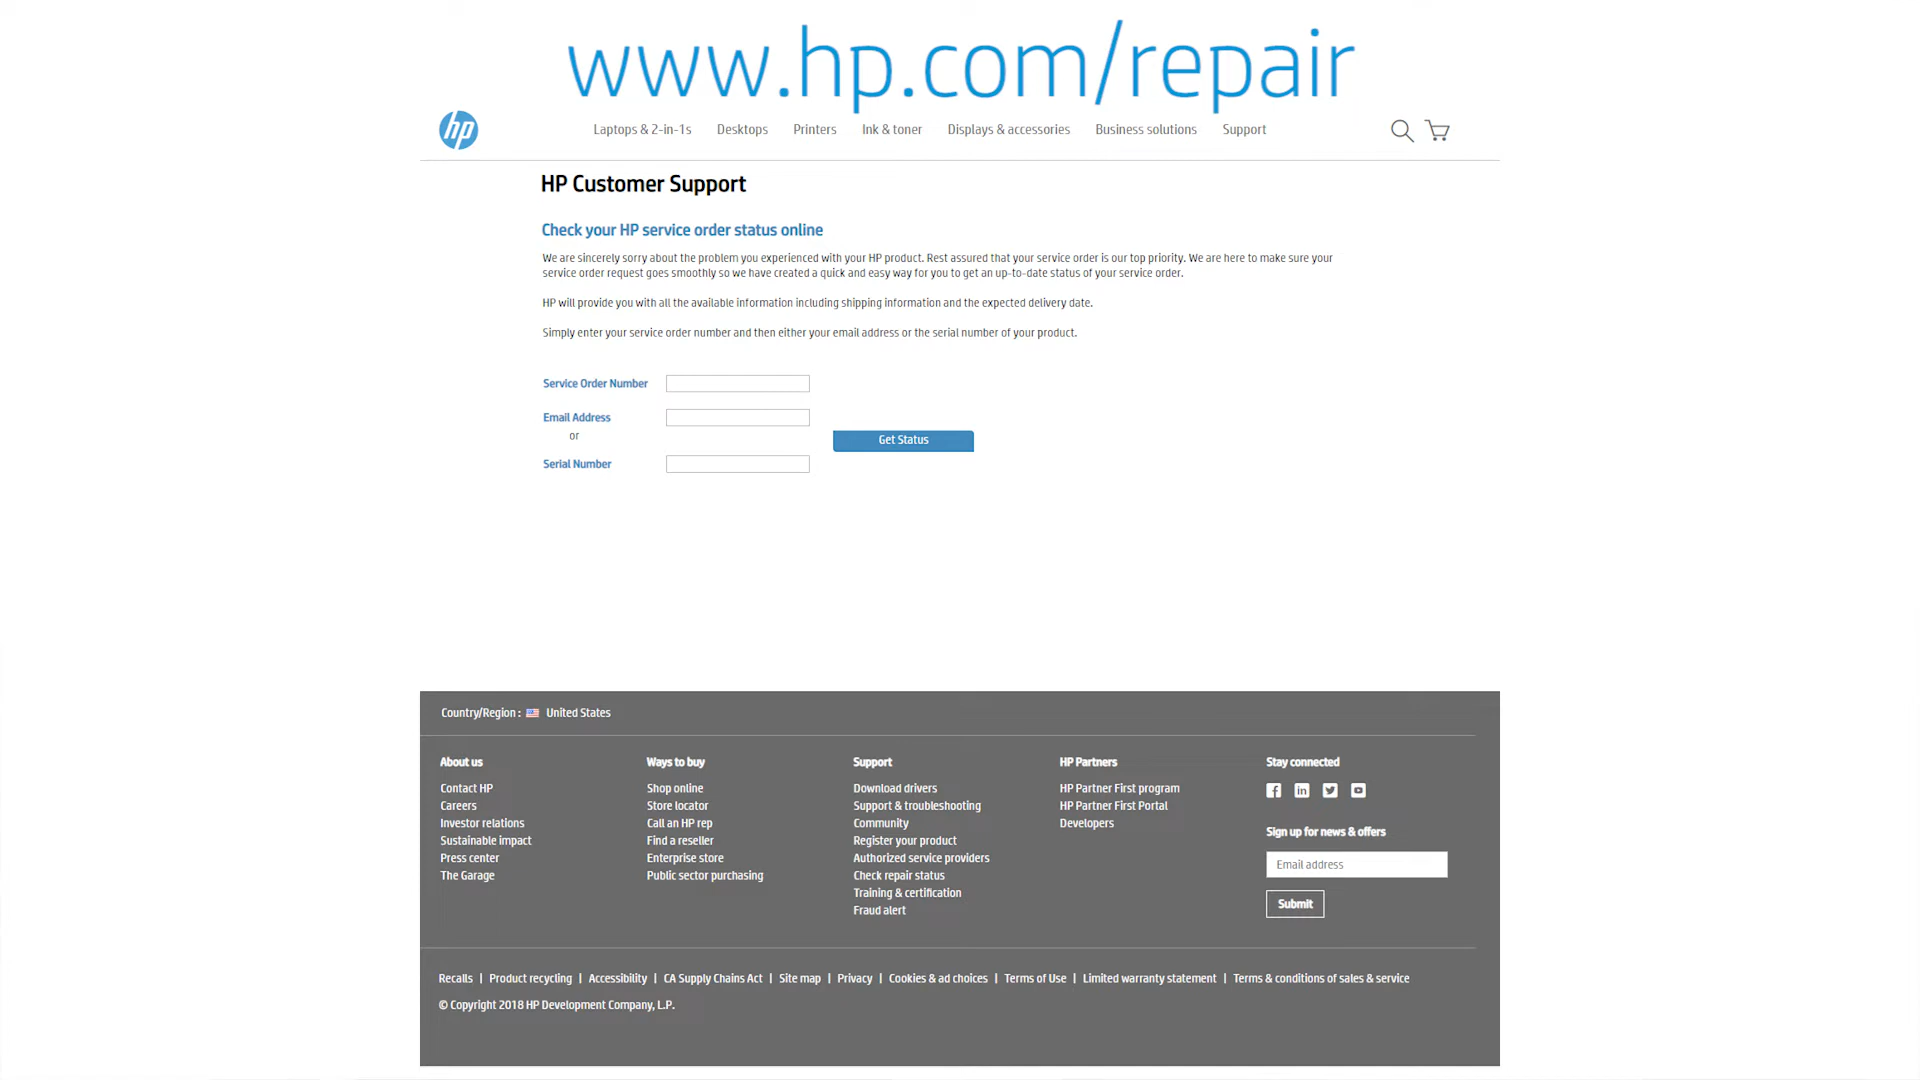 www.hp.com/repair
hp
Laptops & 2-in-1s Desktops Printers Ink & toner Displays & accessories Business solutions Support
HP Customer Support
Check your HP service order status online
We are sincerely sorry about the problem you experienced with your HP product. Rest assured that your service order is our top priority. We are here to make sure your
service order request goes smoothly so we have created a quick and easy way for you to get an up-to-date status of your service order.
HP will provide you with all the available information including shipping information and the expected delivery date.
Simply enter your service order number and then either your email address or the serial number of your product.
Service Order Number
Email Address
or
Get Status
Serial Number
Country/Region : United States
About us
Contact HP
Careers
Investor relations
Sustainable impact
Press center
The Garage
Ways to buy
Shop online
Store locator
Call an HP rep
Find a reseller
Enterprise store
Public sector purchasing
Support
Download drivers
Support & troubleshooting
Community
Register your product
Authorized service providers
Check repair status
Training & certification
Fraud alert
HP Partners
HP Partner First program
HP Partner First Portal
Developers
Stay connected
Sign up for news & offers
Email address
Submit
Recalls | Product recycling | Accessibility | CA Supply Chains Act | Site map | Privacy | Cookies & ad choices | Terms of Use | Limited warranty statement | Terms & conditions of sales & service
© Copyright 2018 HP Development Company, L.P.